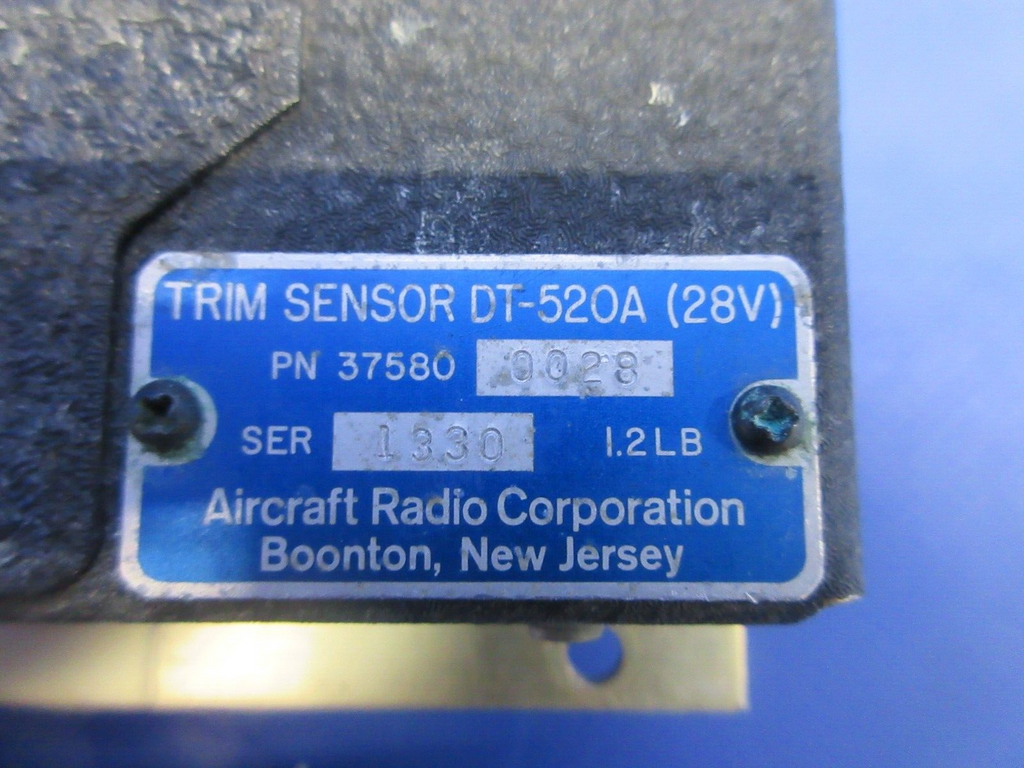 TRIM SENSOR DT-520A (28V)
PN 37580 0028
SER 1330 1.2 LB
Aircraft Radio Corporation
Boonton, New Jersey